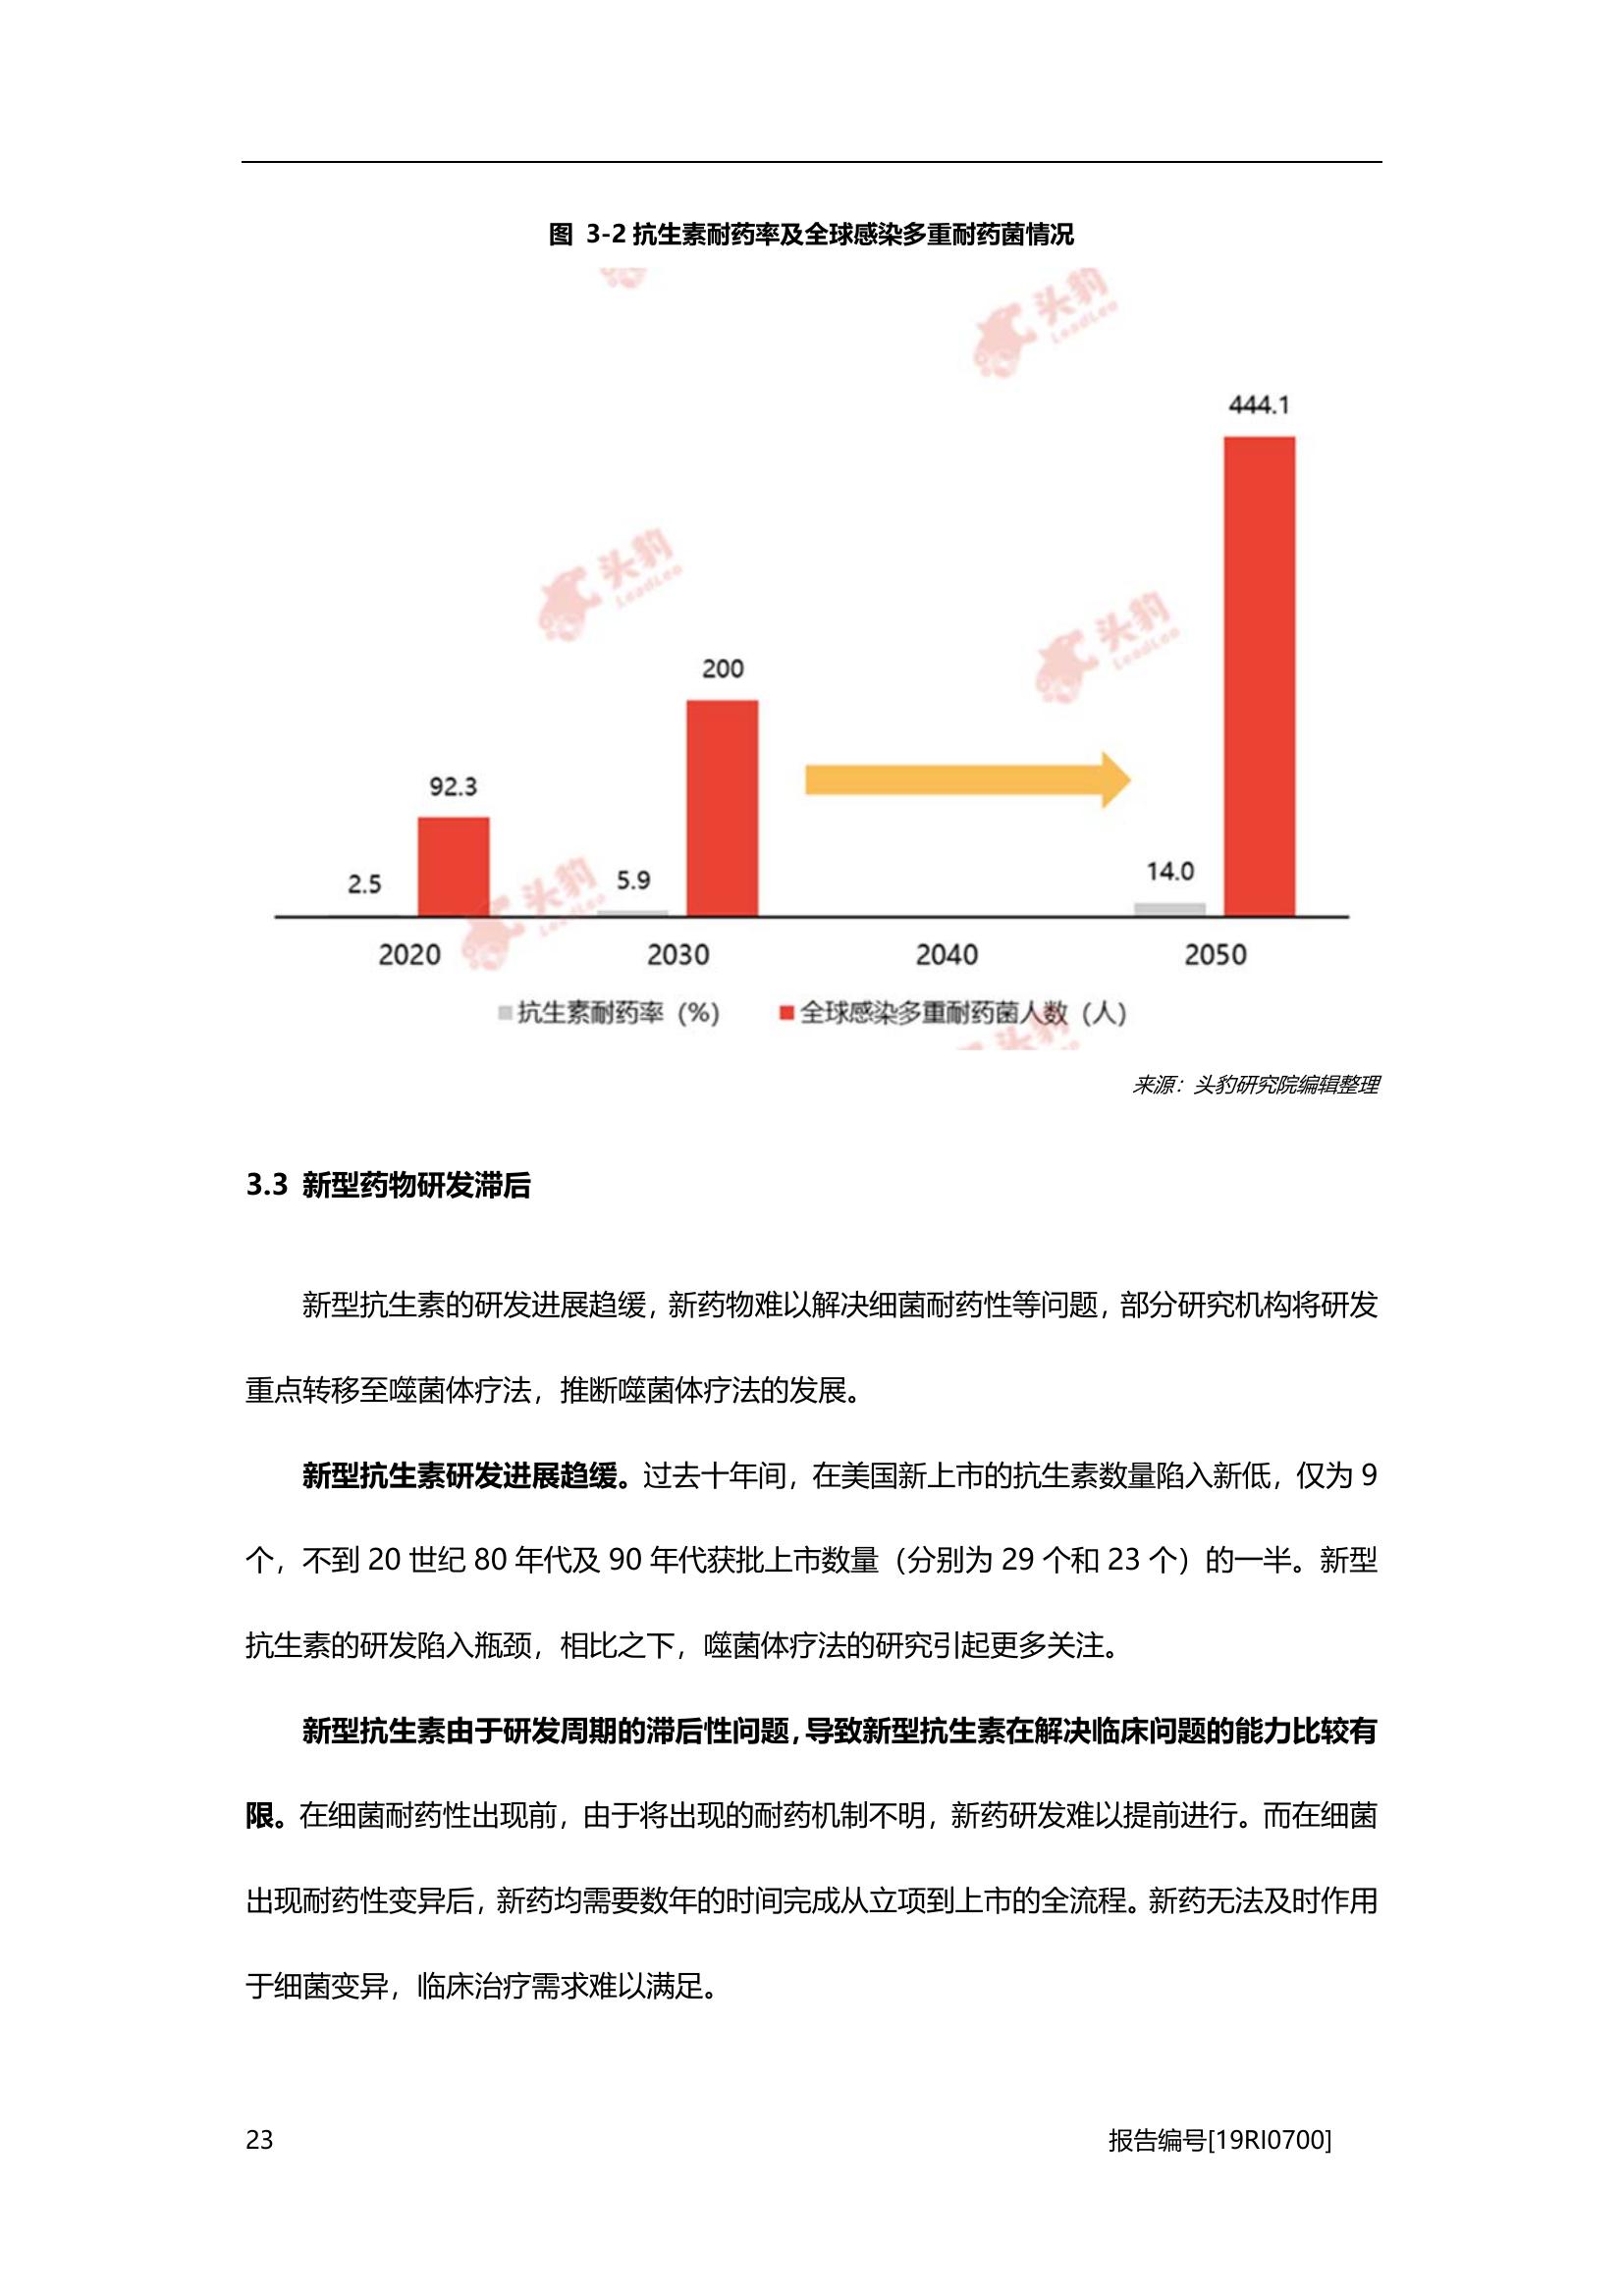 图 3-2 抗生素耐药率及全球感染多重耐药菌情况
头豹
LeadLeo
444.1
头豹
LeadLeo
头豹
LeadLeo
200
92.3
2.5
5.9
14.0
头豹
LeadLeo
2020 2030 2040 2050
抗生素耐药率（%） 全球感染多重耐药菌人数（人）
头豹
来源：头豹研究院编辑整理
3.3 新型药物研发滞后
新型抗生素的研发进展趋缓，新药物难以解决细菌耐药性等问题，部分研究机构将研发
重点转移至噬菌体疗法，推断噬菌体疗法的发展。
新型抗生素研发进展趋缓。过去十年间，在美国新上市的抗生素数量陷入新低，仅为 9
个，不到 20 世纪 80 年代及 90 年代获批上市数量（分别为 29 个和 23 个）的一半。新型
抗生素的研发陷入瓶颈，相比之下，噬菌体疗法的研究引起更多关注。
新型抗生素由于研发周期的滞后性问题，导致新型抗生素在解决临床问题的能力比较有
限。在细菌耐药性出现前，由于将出现的耐药机制不明，新药研发难以提前进行。而在细菌
出现耐药性变异后，新药均需要数年的时间完成从立项到上市的全流程。新药无法及时作用
于细菌变异，临床治疗需求难以满足。
23 报告编号[19RI0700]